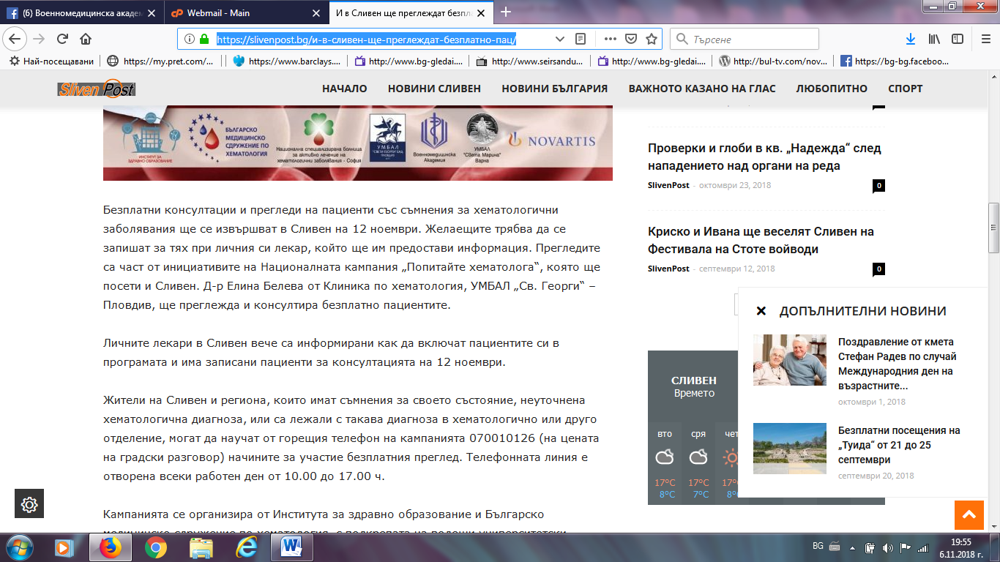 (6) Военномедицинска акаде
Webmail - Main
И в Сливен ще преглеждат безпла
https://slivenpost.bg/и-в-сливен-ще-преглеждат-безплатно-пац/
Търсене
Най-посещавани
https://my.pret.com/...
https://www.barclays....
http://www.bg-gledai....
http://www.seirsandu...
http://www.bg-gledai....
http://bul-tv.com/nov...
https://bg-bg.faceboo...
Sliven Post
НАЧАЛО
НОВИНИ СЛИВЕН
НОВИНИ БЪЛГАРИЯ
ВАЖНОТО КАЗАНО НА ГЛАС
ЛЮБОПИТНО
СПОРТ
ИНСТИТУТ ЗА
ЗДРАВНО ОБРАЗОВАНИЕ
БЪЛГАРСКО
МЕДИЦИНСКО
СДРУЖЕНИЕ ПО
ХЕМАТОЛОГИЯ
Национална специализирана болница
за активно лечение на
хематологични заболявания - София
УМБАЛ
Военномедицинска
Академия
УМБАЛ
"СВета Марина"
Варна
NOVARTIS
Безплатни консултации и прегледи на пациенти със съмнения за хематологични
заболявания ще се извършват в Сливен на 12 ноември. Желаещите трябва да се
запишат за тях при личния си лекар, който ще им предостави информация. Прегледите
са част от инициативите на Националната кампания „Попитайте хематолога“, която ще
посети и Сливен. Д-р Елина Белева от Клиника по хематология, УМБАЛ „Св. Георги“ –
Пловдив, ще преглежда и консултира безплатно пациентите.
Личните лекари в Сливен вече са информирани как да включат пациентите си в
програмата и има записани пациенти за консултацията на 12 ноември.
Жители на Сливен и региона, които имат съмнения за своето състояние, неуточнена
хематологична диагноза, или са лежали с такава диагноза в хематологично или друго
отделение, могат да научат от горещия телефон на кампанията 070010126 (на цената
на градски разговор) начините за участие безплатния преглед. Телефонната линия е
отворена всеки работен ден от 10.00 до 17.00 ч.
Кампанията се организира от Института за здравно образование и Българско
медицинско сдружение по хематология, с подкрепата на водещи университетски
Проверки и глоби в кв. „Надежда“ след
нападението над органи на реда
SlivenPost - октомври 23, 2018
0
Криско и Ивана ще веселят Сливен на
Фестивала на Стоте войводи
SlivenPost - септември 12, 2018
0
СЛИВЕН
Времето
вто
сря
чет
17°C
17°C
17°C
8°C
7°C
8°
ДОПЪЛНИТЕЛНИ НОВИНИ
Поздравление от кмета
Стефан Радев по случай
Международния ден на
възрастните...
октомври 1, 2018
Безплатни посещения на
„Туида“ от 21 до 25
септември
септември 20, 2018
BG
19:55
6.11.2018 г.